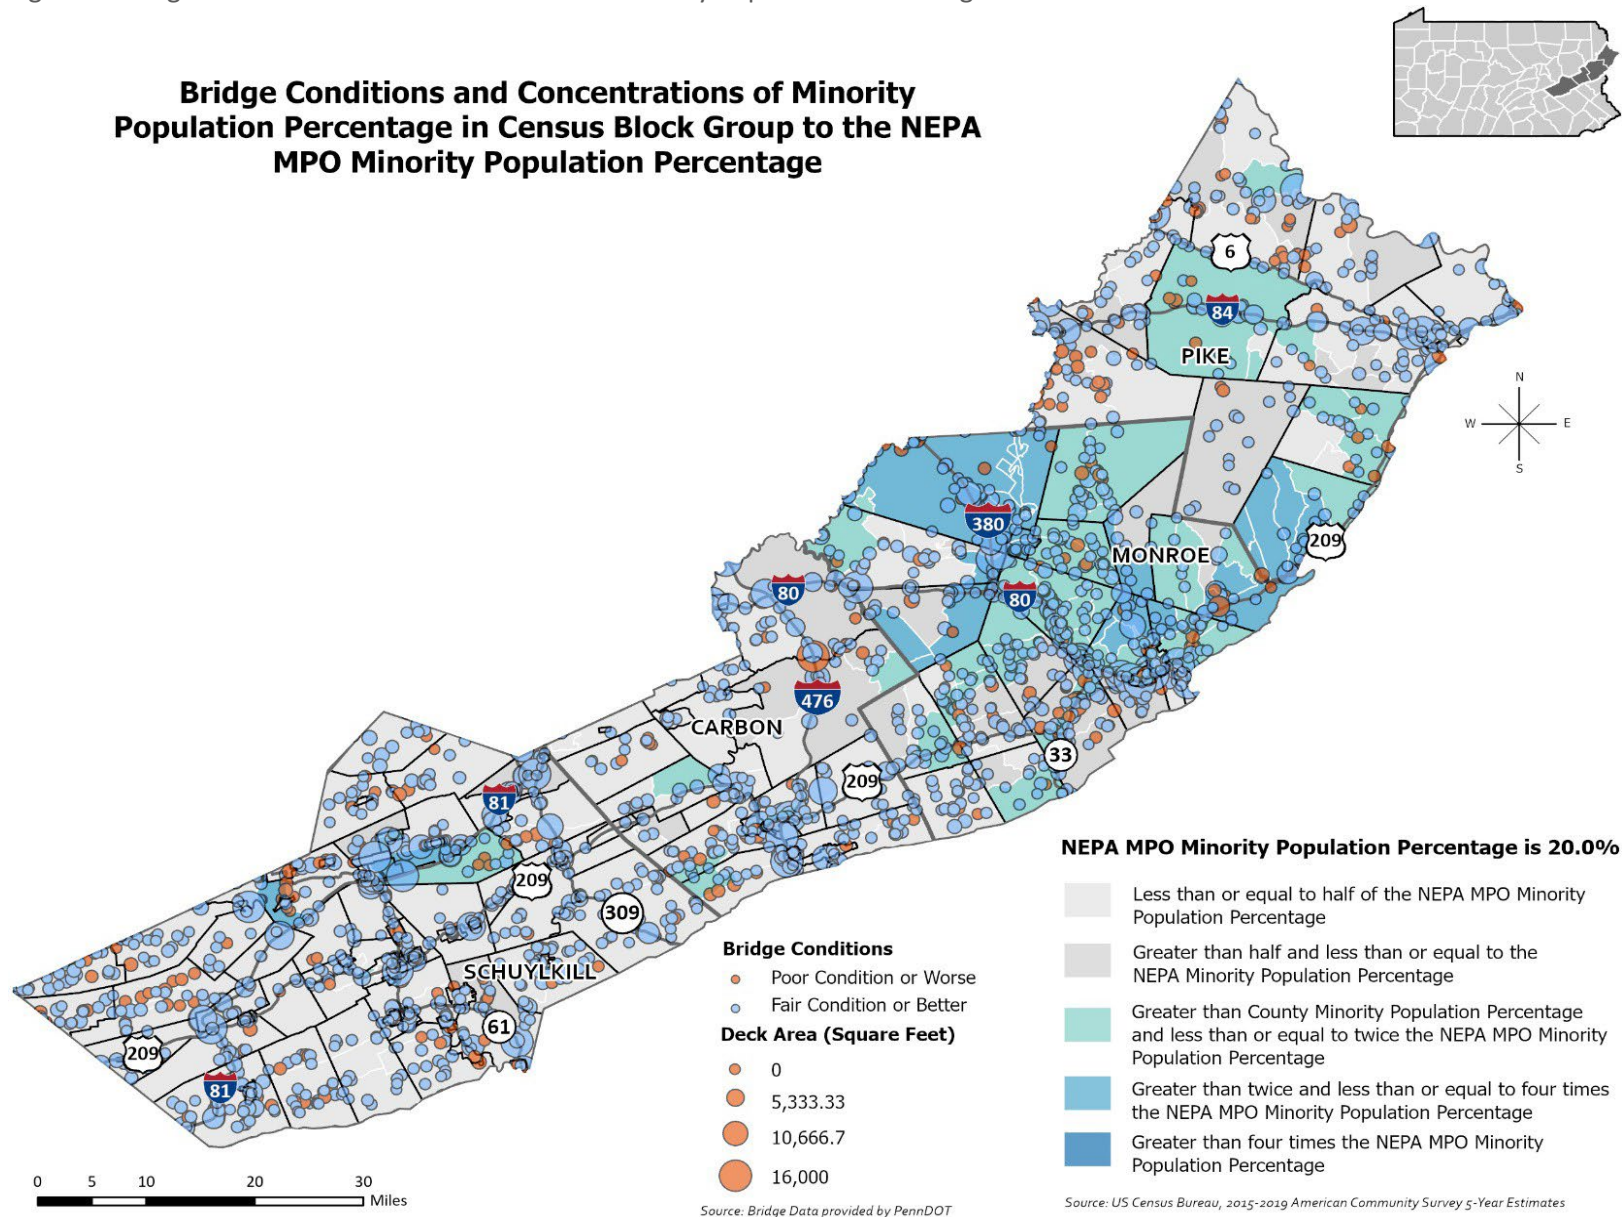 Bridge Conditions and Concentrations of Minority
Population Percentage in Census Block Group to the NEPA
MPO Minority Population Percentage
6
84
PIKE
N
W
E
S
380
209
MONROE
80
80
476
CARBON
33
209
81
209
309
SCHUYLKILL
61
209
81
NEPA MPO Minority Population Percentage is 20.0%
Less than or equal to half of the NEPA MPO Minority
Population Percentage
Greater than half and less than or equal to the
NEPA Minority Population Percentage
Greater than County Minority Population Percentage
and less than or equal to twice the NEPA MPO Minority
Population Percentage
Greater than twice and less than or equal to four times
the NEPA MPO Minority Population Percentage
Greater than four times the NEPA MPO Minority
Population Percentage
Source: US Census Bureau, 2015-2019 American Community Survey 5-Year Estimates
Bridge Conditions
Poor Condition or Worse
Fair Condition or Better
Deck Area (Square Feet)
0
5,333.33
10,666.7
16,000
Source: Bridge Data provided by PennDOT
0 5 10 20 30
Miles